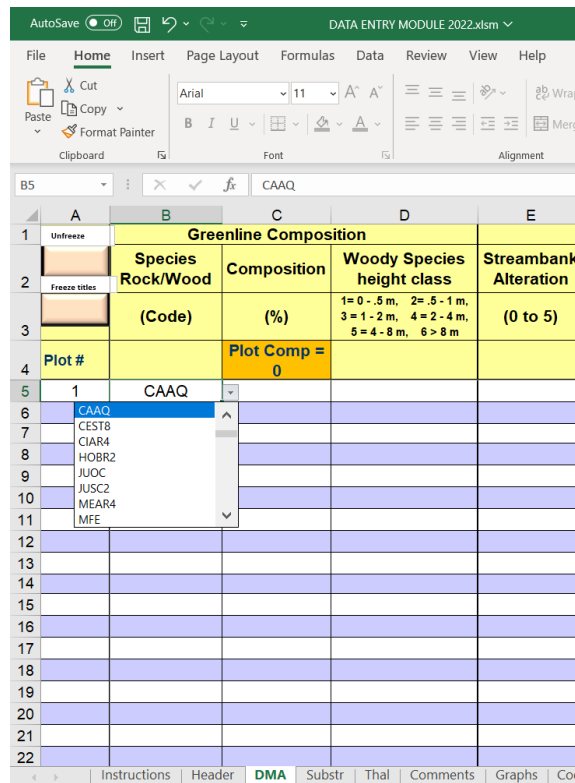 AutoSave Off DATA ENTRY MODULE 2022.xlsm
File Home Insert Page Layout Formulas Data Review View Help
Paste
Cut
Copy
Format Painter
Clipboard
Arial 11 A^ A˅
B I U A
Font
ab Wra
Merg
Alignment
B5 fx CAAQ
A B C D E
1 Unfreeze Greenline Composition
2 Freeze titles Species Rock/Wood Composition Woody Species height class Streambank Alteration
3 (Code) (%) 1= 0 - .5 m, 2= .5 - 1 m, 3 = 1 - 2 m, 4 = 2 - 4 m, 5 = 4 - 8 m, 6 > 8 m (0 to 5)
4 Plot # Plot Comp = 0
5 1 CAAQ
6 CAAQ
7 CEST8
8 CIAR4
HOBR2
9 JUOC
10 JUSC2
MEAR4
11 MFE
12
13
14
15
16
17
18
19
20
21
22
Instructions Header DMA Substr Thal Comments Graphs Co